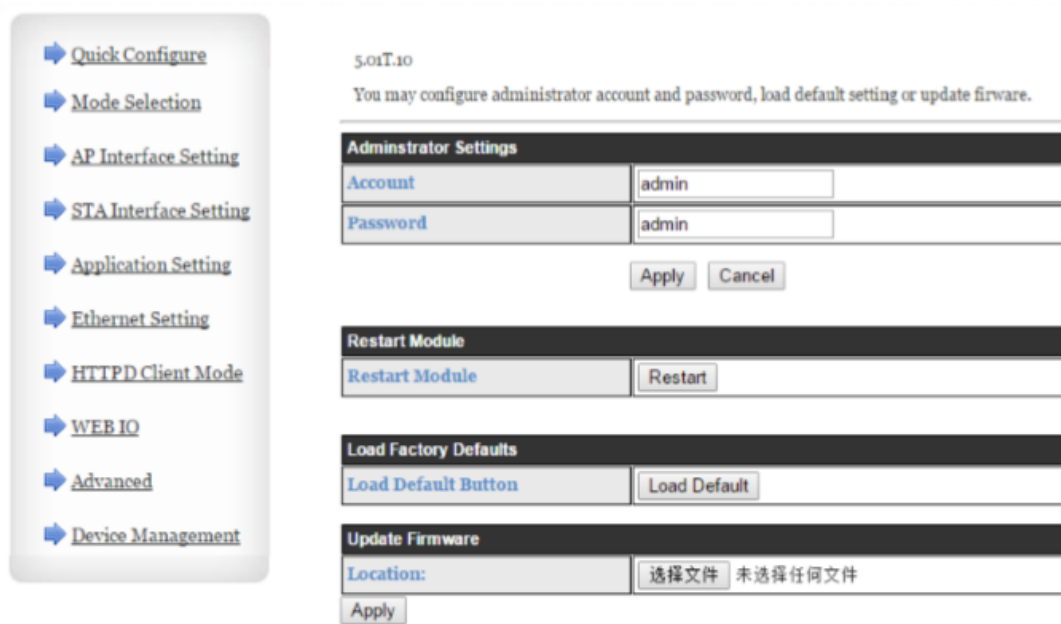 Quick Configure
Mode Selection
AP Interface Setting
STA Interface Setting
Application Setting
Ethernet Setting
HTTPD Client Mode
WEB IO
Advanced
Device Management
5.01T.10
You may configure administrator account and password, load default setting or update firware.
Adminstrator Settings
Account admin
Password admin
Apply Cancel
Restart Module
Restart Module Restart
Load Factory Defaults
Load Default Button Load Default
Update Firmware
Location: 选择文件 未选择任何文件
Apply